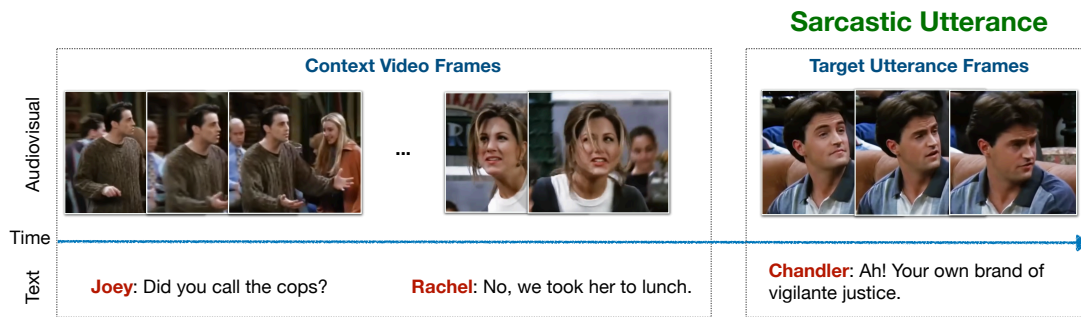 Sarcastic Utterance
Context Video Frames
Target Utterance Frames
Audiovisual
...
Time
Text
Joey: Did you call the cops?
Rachel: No, we took her to lunch.
Chandler: Ah! Your own brand of
vigilante justice.